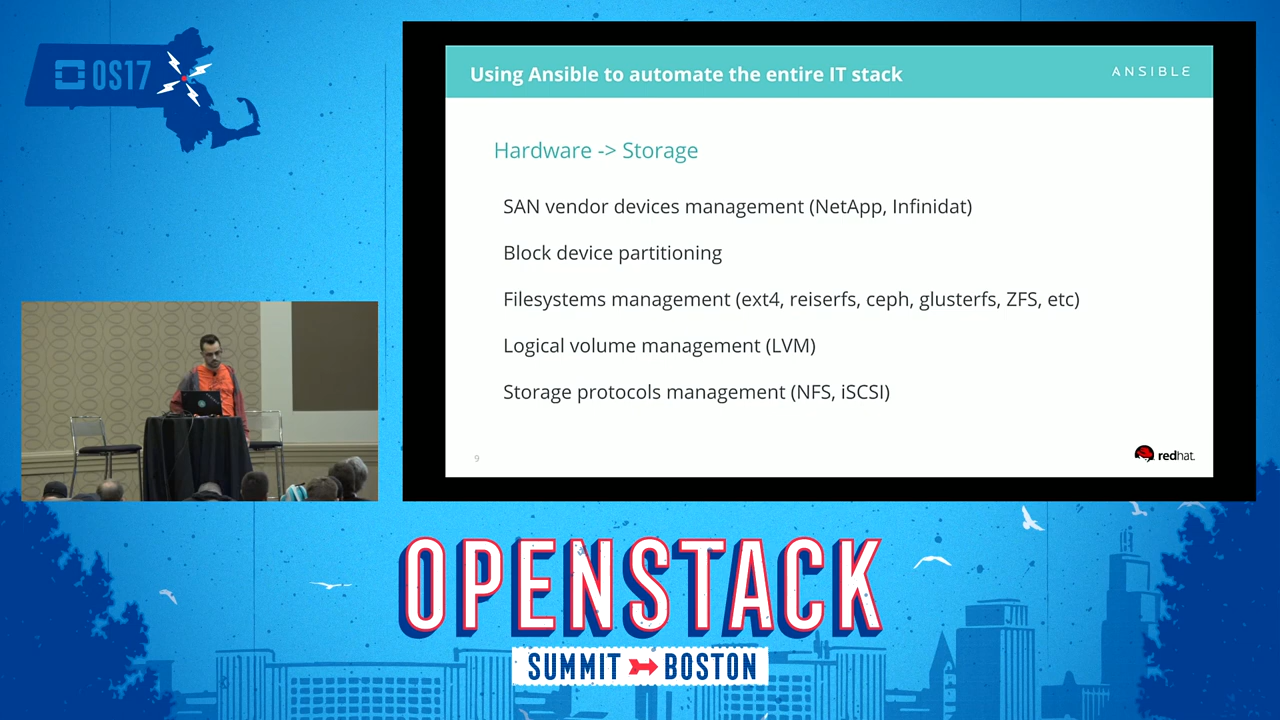 OS17
Using Ansible to automate the entire IT stack
ANSIBLE
Hardware -> Storage
SAN vendor devices management (NetApp, Infinidat)
Block device partitioning
Filesystems management (ext4, reiserfs, ceph, glusterfs, ZFS, etc)
Logical volume management (LVM)
Storage protocols management (NFS, iSCSI)
9
redhat.
OPENSTACK
SUMMIT BOSTON